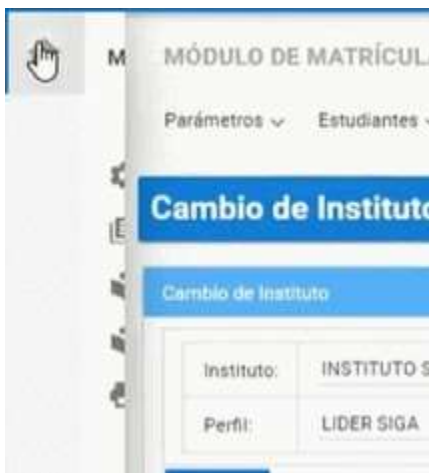 M
MÓDULO DE MATRÍCUL
Parámetros Estudiantes
Cambio de Instituto
Cambio de Instituto
Instituto: INSTITUTO S
Perfil: LIDER SIGA